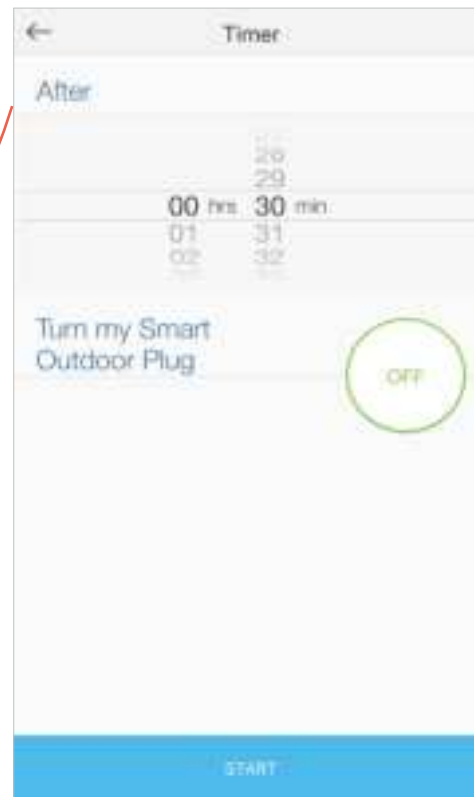 Timer
After
28
29
00 hrs 30 min
01 31
02 32
Turn my Smart
Outdoor Plug
OFF
START